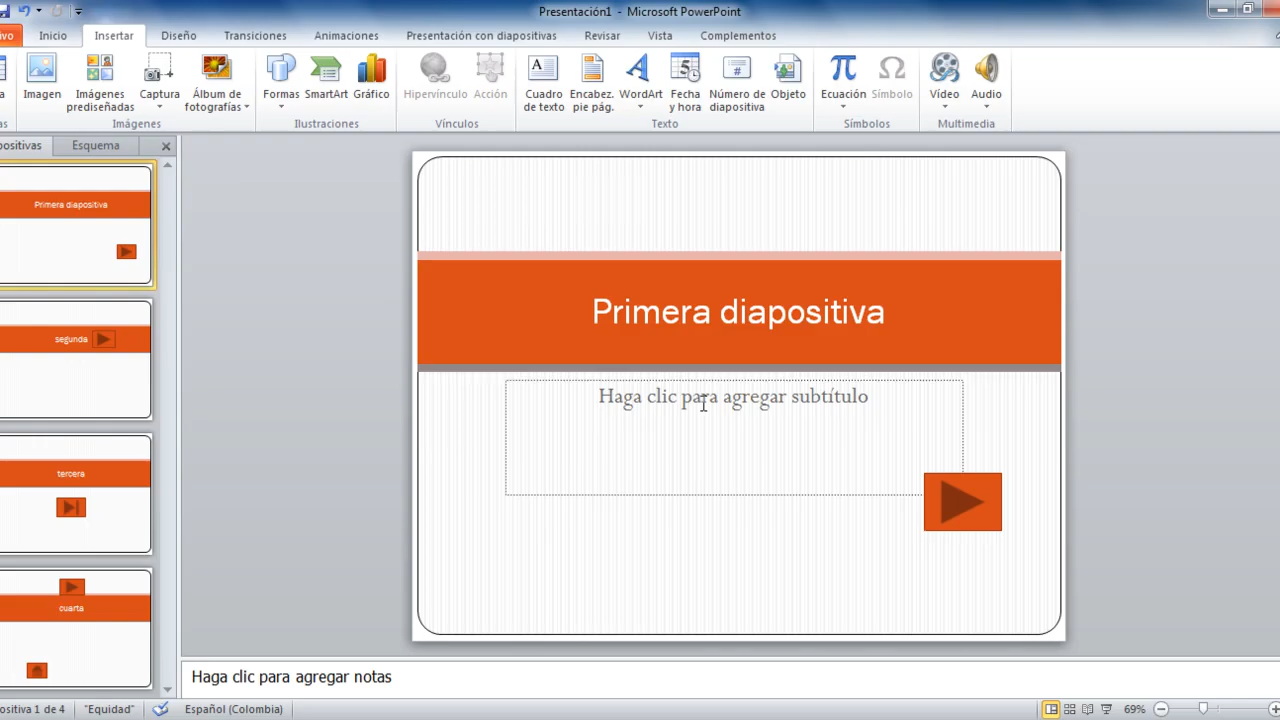 Presentación1 - Microsoft PowerPoint
ivo Inicio Insertar Diseño Transiciones Animaciones Presentación con diapositivas Revisar Vista Complementos
Imagen Imágenes prediseñadas Captura Álbum de fotografías Formas SmartArt Gráfico Hipervínculo Acción Cuadro de texto Encabez. pie pág. WordArt Fecha y hora Número de diapositiva Objeto Ecuación Símbolo Vídeo Audio
Imágenes Ilustraciones Vínculos Texto Símbolos Multimedia
positivas Esquema
Primera diapositiva
segunda
tercera
cuarta
Primera diapositiva
Haga clic para agregar subtítulo
Haga clic para agregar notas
positiva 1 de 4 "Equidad" Español (Colombia) 69%